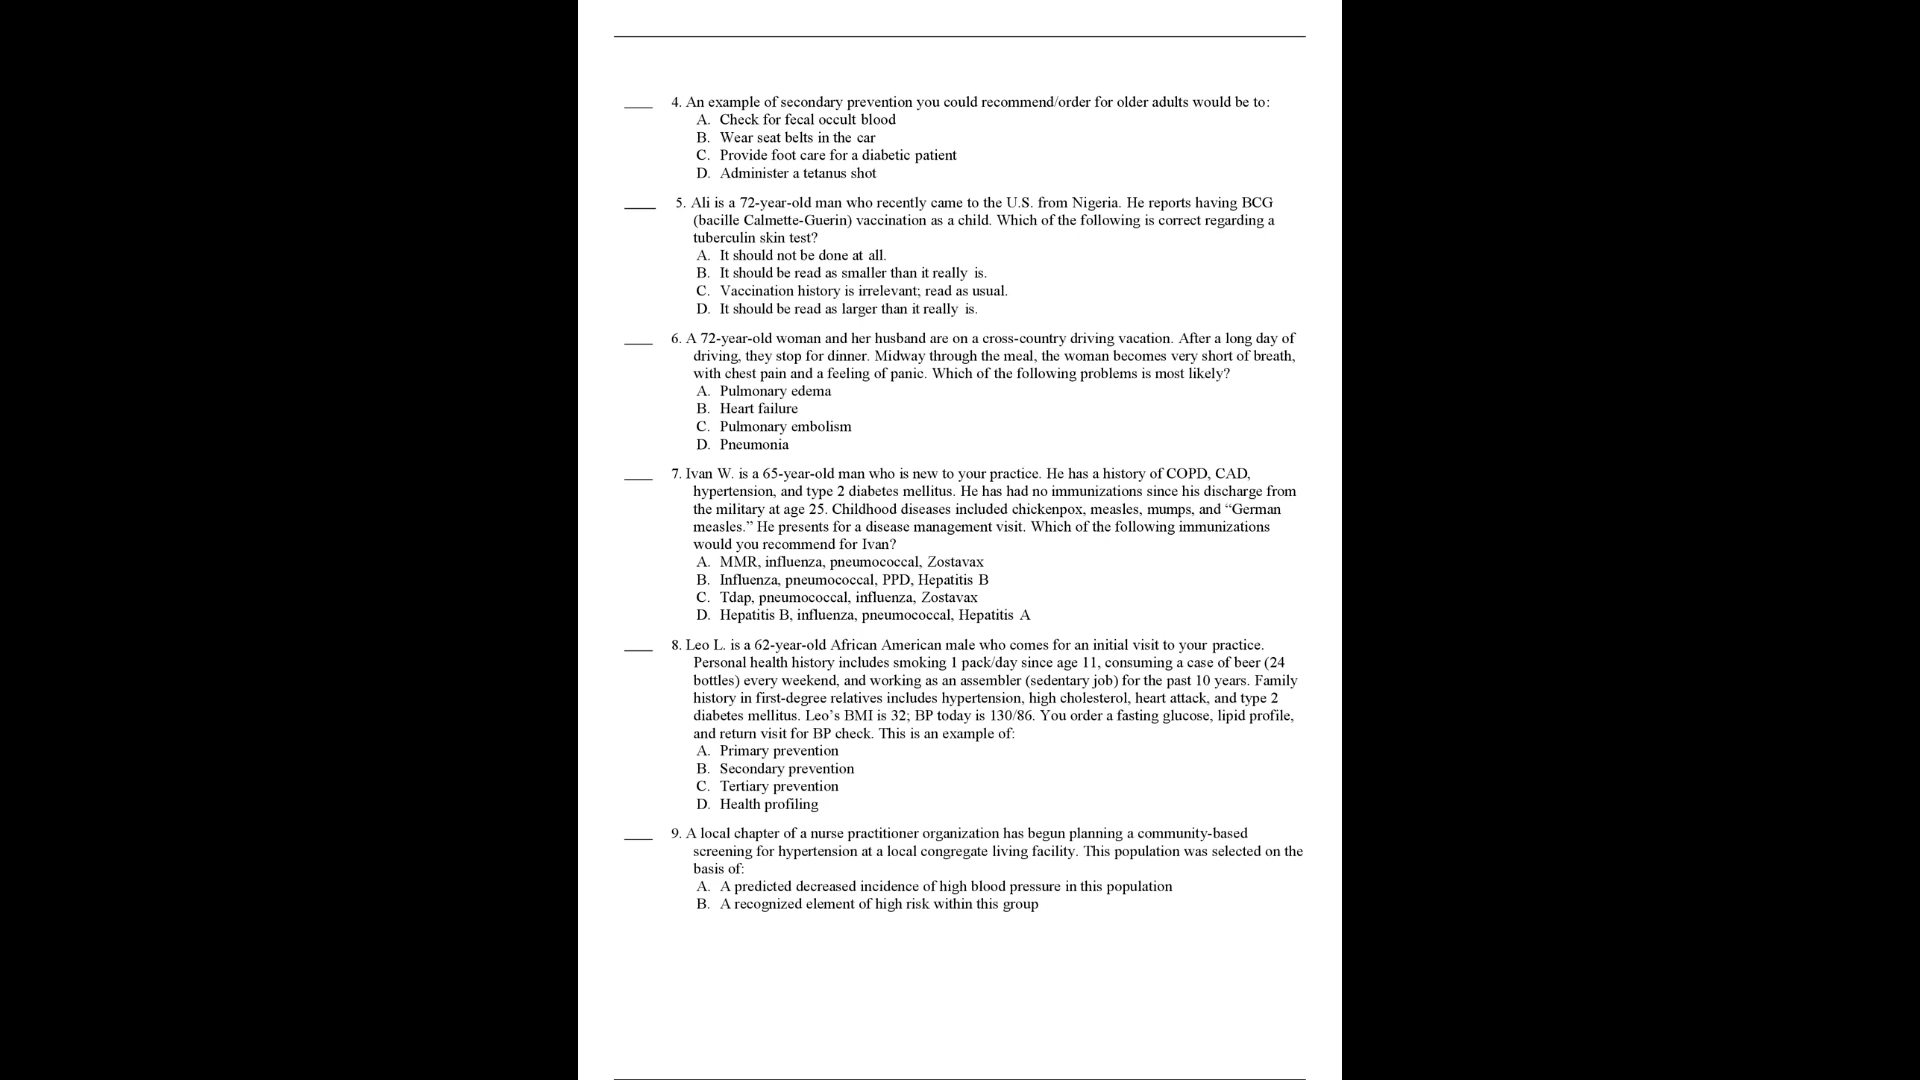 ____ 4. An example of secondary prevention you could recommend/order for older adults would be to:
A. Check for fecal occult blood
B. Wear seat belts in the car
C. Provide foot care for a diabetic patient
D. Administer a tetanus shot
____ 5. Ali is a 72-year-old man who recently came to the U.S. from Nigeria. He reports having BCG
(bacille Calmette-Guerin) vaccination as a child. Which of the following is correct regarding a
tuberculin skin test?
A. It should not be done at all.
B. It should be read as smaller than it really is.
C. Vaccination history is irrelevant; read as usual.
D. It should be read as larger than it really is.
____ 6. A 72-year-old woman and her husband are on a cross-country driving vacation. After a long day of
driving, they stop for dinner. Midway through the meal, the woman becomes very short of breath,
with chest pain and a feeling of panic. Which of the following problems is most likely?
A. Pulmonary edema
B. Heart failure
C. Pulmonary embolism
D. Pneumonia
____ 7. Ivan W. is a 65-year-old man who is new to your practice. He has a history of COPD, CAD,
hypertension, and type 2 diabetes mellitus. He has had no immunizations since his discharge from
the military at age 25. Childhood diseases included chickenpox, measles, mumps, and “German
measles.” He presents for a disease management visit. Which of the following immunizations
would you recommend for Ivan?
A. MMR, influenza, pneumococcal, Zostavax
B. Influenza, pneumococcal, PPD, Hepatitis B
C. Tdap, pneumococcal, influenza, Zostavax
D. Hepatitis B, influenza, pneumococcal, Hepatitis A
____ 8. Leo L. is a 62-year-old African American male who comes for an initial visit to your practice.
Personal health history includes smoking 1 pack/day since age 11, consuming a case of beer (24
bottles) every weekend, and working as an assembler (sedentary job) for the past 10 years. Family
history in first-degree relatives includes hypertension, high cholesterol, heart attack, and type 2
diabetes mellitus. Leo’s BMI is 32; BP today is 130/86. You order a fasting glucose, lipid profile,
and return visit for BP check. This is an example of:
A. Primary prevention
B. Secondary prevention
C. Tertiary prevention
D. Health profiling
____ 9. A local chapter of a nurse practitioner organization has begun planning a community-based
screening for hypertension at a local congregate living facility. This population was selected on the
basis of:
A. A predicted decreased incidence of high blood pressure in this population
B. A recognized element of high risk within this group